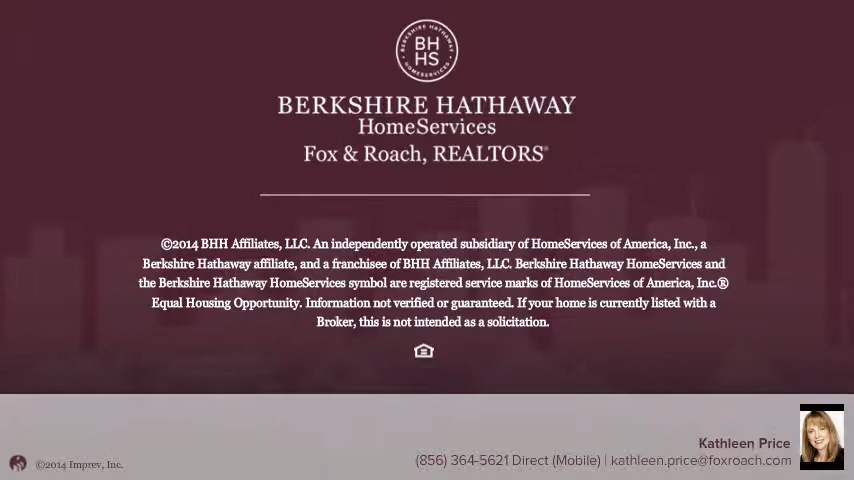 BERKSHIRE HATHAWAY
BH
HS
HOMESERVICES
BERKSHIRE HATHAWAY
HomeServices
Fox & Roach, REALTORS®
©2014 BHH Affiliates, LLC. An independently operated subsidiary of HomeServices of America, Inc., a
Berkshire Hathaway affiliate, and a franchisee of BHH Affiliates, LLC. Berkshire Hathaway HomeServices and
the Berkshire Hathaway HomeServices symbol are registered service marks of HomeServices of America, Inc.®
Equal Housing Opportunity. Information not verified or guaranteed. If your home is currently listed with a
Broker, this is not intended as a solicitation.
Kathleen Price
(856) 364-5621 Direct (Mobile) | kathleen.price@foxroach.com
©2014 Imprev, Inc.